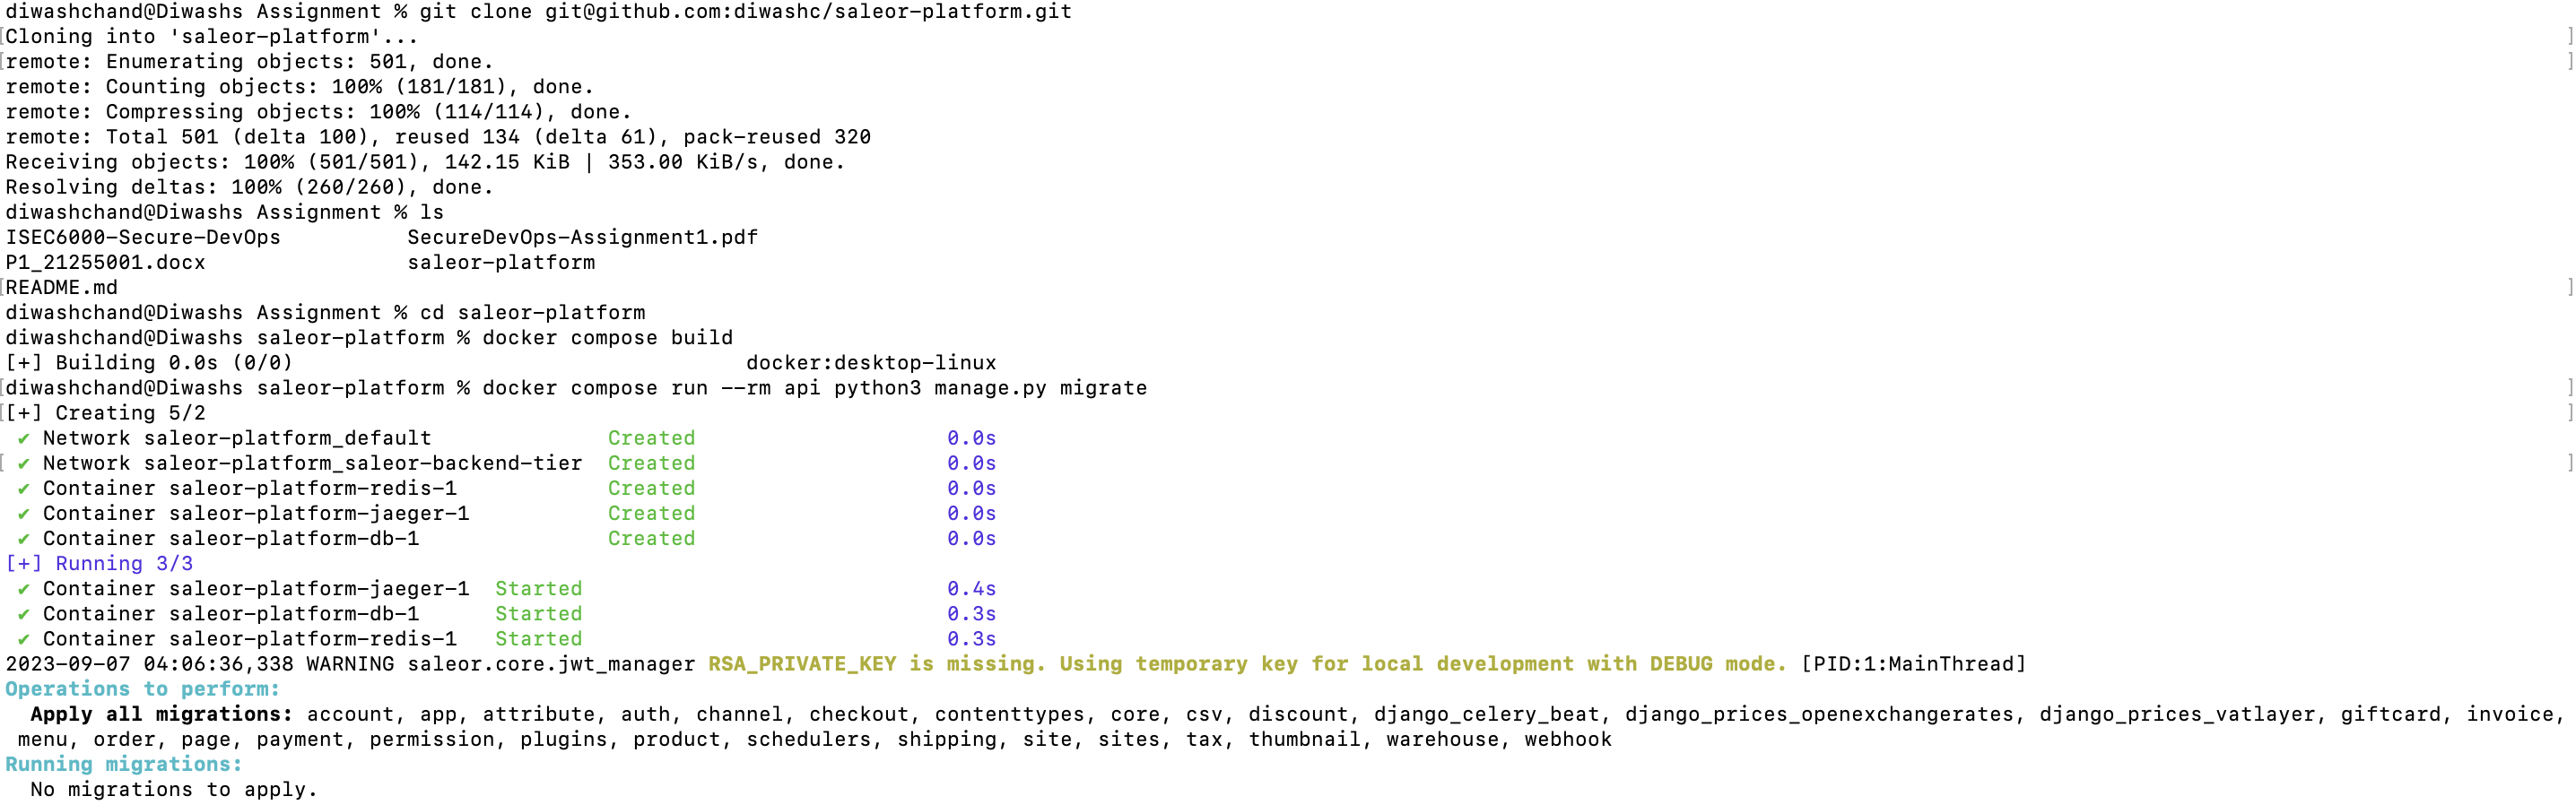 diwashchand@Diwashs Assignment % git clone git@github.com:diwashc/saleor-platform.git
[Cloning into 'saleor-platform'... ]
[remote: Enumerating objects: 501, done. ]
remote: Counting objects: 100% (181/181), done.
remote: Compressing objects: 100% (114/114), done.
remote: Total 501 (delta 100), reused 134 (delta 61), pack-reused 320
Receiving objects: 100% (501/501), 142.15 KiB | 353.00 KiB/s, done.
Resolving deltas: 100% (260/260), done.
diwashchand@Diwashs Assignment % ls
ISEC6000-Secure-DevOps SecureDevOps-Assignment1.pdf
P1_21255001.docx saleor-platform
[README.md ]
diwashchand@Diwashs Assignment % cd saleor-platform
diwashchand@Diwashs saleor-platform % docker compose build
[+] Building 0.0s (0/0) docker:desktop-linux
[diwashchand@Diwashs saleor-platform % docker compose run --rm api python3 manage.py migrate ]
[[+] Creating 5/2 ]
✔ Network saleor-platform_default Created 0.0s
[ ✔ Network saleor-platform_saleor-backend-tier Created 0.0s ]
✔ Container saleor-platform-redis-1 Created 0.0s
✔ Container saleor-platform-jaeger-1 Created 0.0s
✔ Container saleor-platform-db-1 Created 0.0s
[+] Running 3/3
✔ Container saleor-platform-jaeger-1 Started 0.4s
✔ Container saleor-platform-db-1 Started 0.3s
✔ Container saleor-platform-redis-1 Started 0.3s
2023-09-07 04:06:36,338 WARNING saleor.core.jwt_manager RSA_PRIVATE_KEY is missing. Using temporary key for local development with DEBUG mode. [PID:1:MainThread]
Operations to perform:
Apply all migrations: account, app, attribute, auth, channel, checkout, contenttypes, core, csv, discount, django_celery_beat, django_prices_openexchangerates, django_prices_vatlayer, giftcard, invoice,
menu, order, page, payment, permission, plugins, product, schedulers, shipping, site, sites, tax, thumbnail, warehouse, webhook
Running migrations:
No migrations to apply.